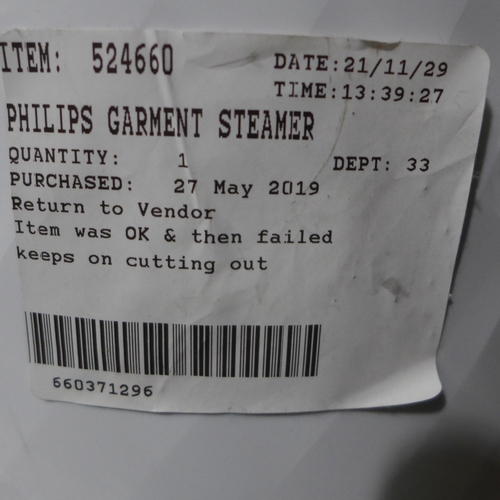 ITEM: 524660 DATE:21/11/29
TIME:13:39:27
PHILIPS GARMENT STEAMER
QUANTITY: 1 DEPT: 33
PURCHASED: 27 May 2019
Return to Vendor
Item was OK & then failed
keeps on cutting out
660371296